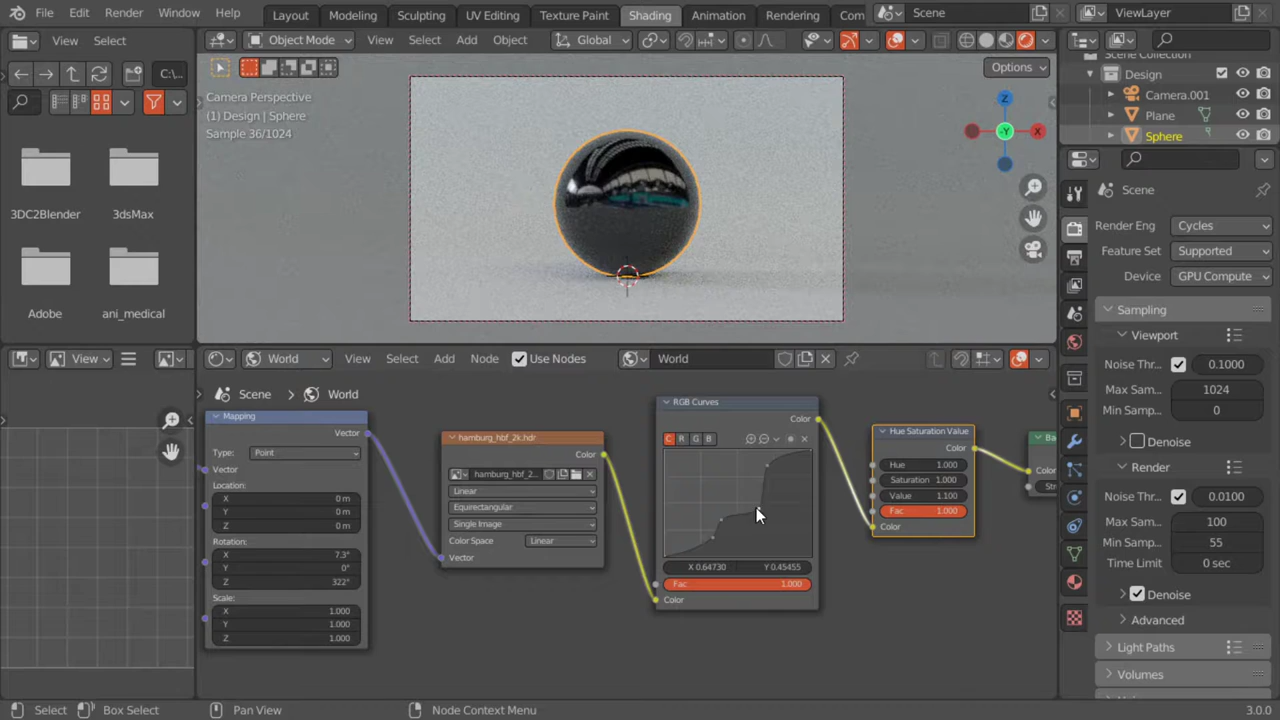 File Edit Render Window Help Layout Modeling Sculpting UV Editing Texture Paint Shading Animation Rendering Com Scene ViewLayer
View Select
Object Mode View Select Add Object Global
C:\...
Options
Scene Collection
Design
Camera.001
Plane
Sphere
Camera Perspective
(1) Design | Sphere
Sample 36/1024
Z
X
-Y
3DC2Blender
3dsMax
Adobe
ani_medical
Scene
Render Eng Cycles
Feature Set Supported
Device GPU Compute
Sampling
Viewport
Noise Thr... 0.1000
Max Sam... 1024
Min Samp... 0
Denoise
Render
Noise Thr... 0.0100
Max Sam... 100
Min Sam... 55
Time Limit 0 sec
Denoise
Advanced
Light Paths
Volumes
View
World View Select Add Node Use Nodes World
Scene World
Mapping
Vector
Type: Point
Vector
Location:
X 0 m
Y 0 m
Z 0 m
Rotation:
X 7.3°
Y 0°
Z 322°
Scale:
X 1.000
Y 1.000
Z 1.000
hamburg_hbf_2k.hdr
Color
hamburg_hbf_2...
Linear
Equirectangular
Single Image
Color Space Linear
Vector
RGB Curves
Color
C R G B
X 0.64730 Y 0.45455
Fac 1.000
Color
Hue Saturation Value
Color
Hue 1.000
Saturation 1.000
Value 1.100
Fac 1.000
Color
Ba
Color
Str
Select Box Select Pan View Node Context Menu 3.0.0